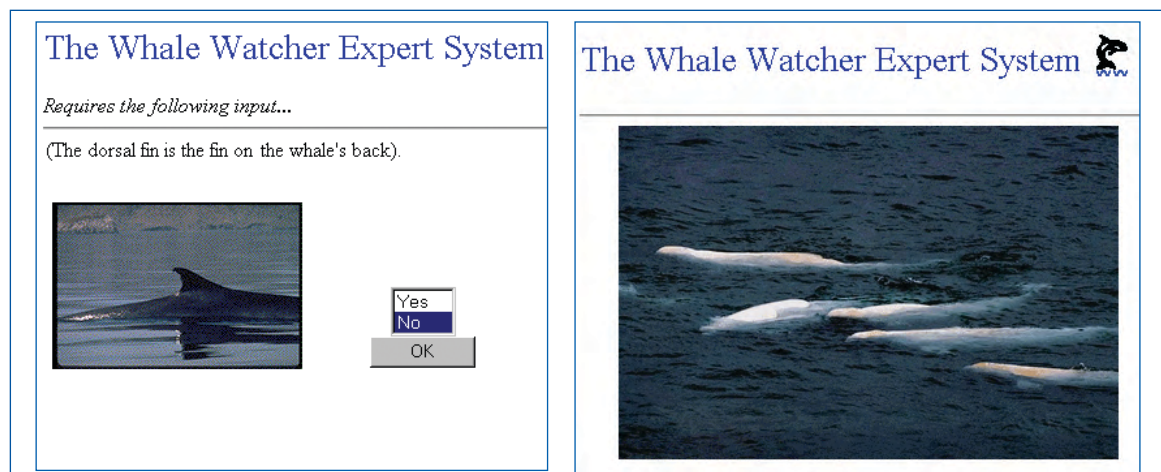 The Whale Watcher Expert System
Requires the following input...
(The dorsal fin is the fin on the whale's back).
Yes
No
OK
The Whale Watcher Expert System